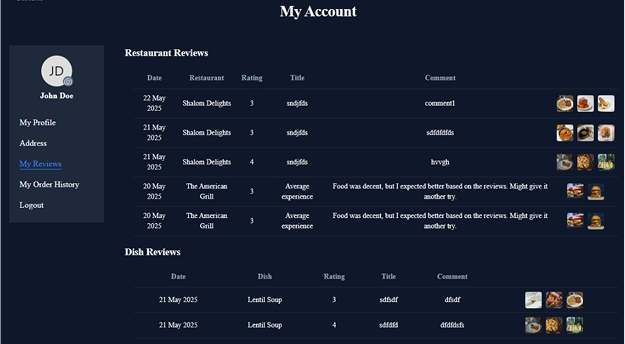 My Account
JD
John Doe
My Profile
Address
My Reviews
My Order History
Logout
Restaurant Reviews
Date Restaurant Rating Title Comment
22 May 2025 Shalom Delights 3 sndjfds comment1
21 May 2025 Shalom Delights 3 sndjfds sdfdfdfds
21 May 2025 Shalom Delights 4 sndjfds hvvgh
20 May 2025 The American Grill 3 Average experience Food was decent, but I expected better based on the reviews. Might give it another try.
20 May 2025 The American Grill 3 Average experience Food was decent, but I expected better based on the reviews. Might give it another try.
Dish Reviews
Date Dish Rating Title Comment
21 May 2025 Lentil Soup 3 sdfsdf dfsdf
21 May 2025 Lentil Soup 4 sdfdfd dfdfdsfs